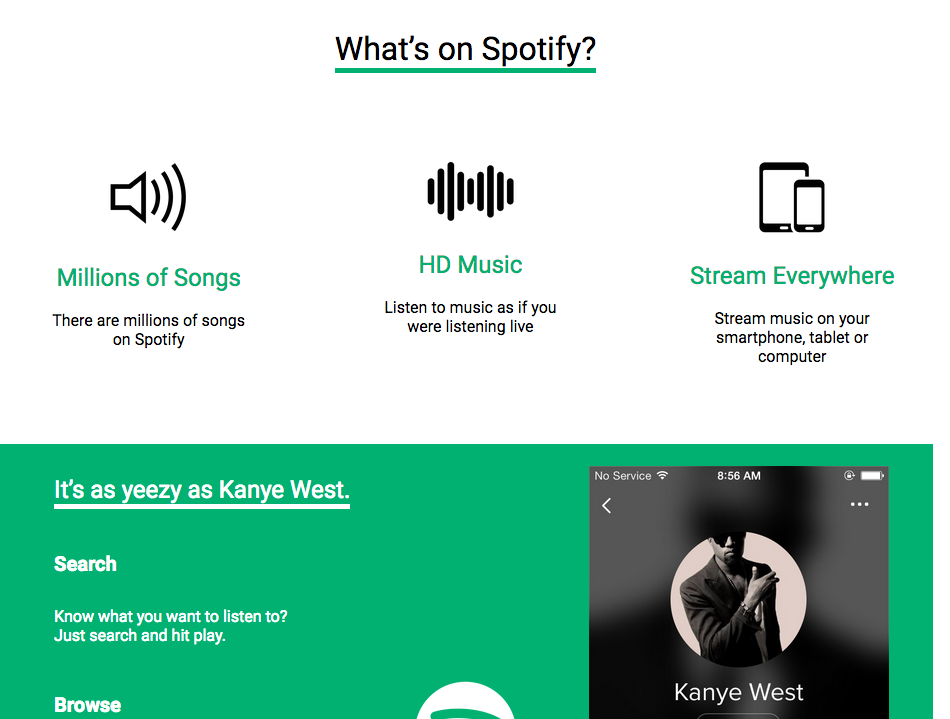 What’s on Spotify?
Millions of Songs
There are millions of songs
on Spotify
HD Music
Listen to music as if you
were listening live
Stream Everywhere
Stream music on your
smartphone, tablet or
computer
It’s as yeezy as Kanye West.
Search
Know what you want to listen to?
Just search and hit play.
Browse
No Service 8:56 AM
Kanye West